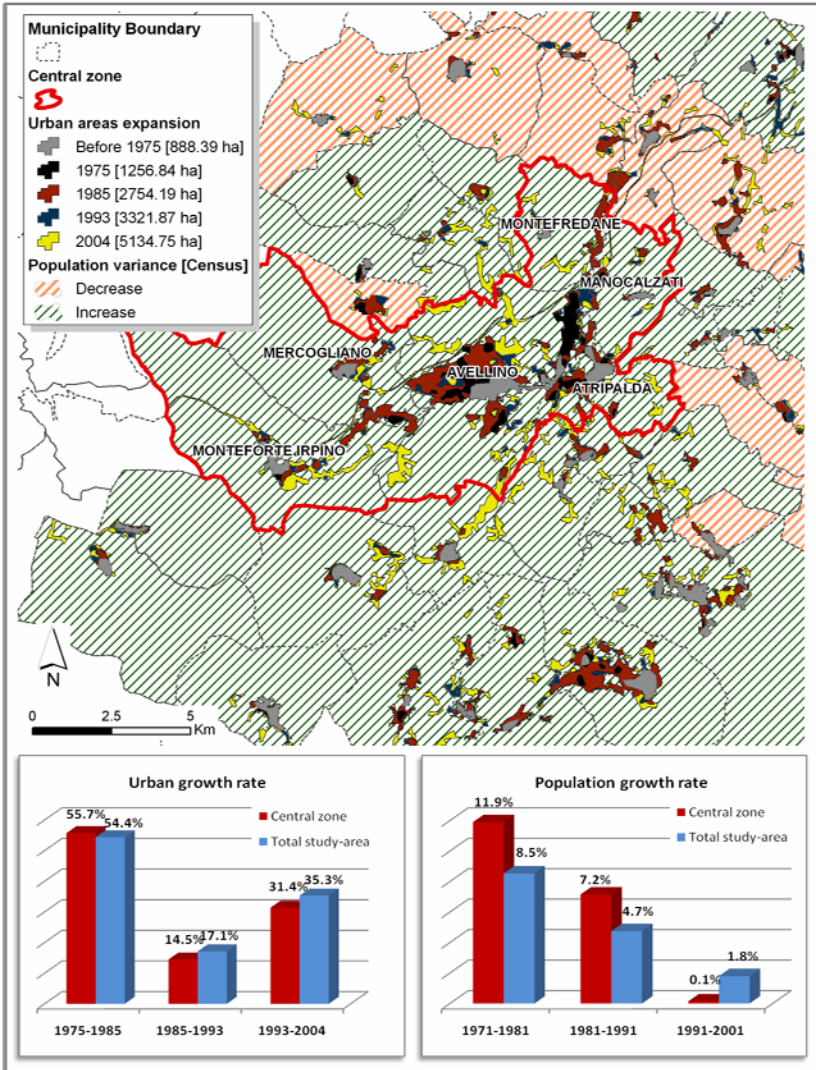 Municipality Boundary
Central zone
Urban areas expansion
Before 1975 [888.39 ha]
1975 [1256.84 ha]
1985 [2754.19 ha]
1993 [3321.87 ha]
2004 [5134.75 ha]
Population variance [Census]
Decrease
Increase
MONTEFREDANE
MANOCALZATI
MERCOGLIANO
AVELLINO
ATRIPALDA
MONTEFORTE IRPINO
N
0 2.5 5
Km
Urban growth rate
55.7%
54.4%
14.5%
17.1%
31.4%
35.3%
Central zone
Total study-area
1975-1985 1985-1993 1993-2004
Population growth rate
11.9%
8.5%
7.2%
4.7%
0.1%
1.8%
Central zone
Total study-area
1971-1981 1981-1991 1991-2001